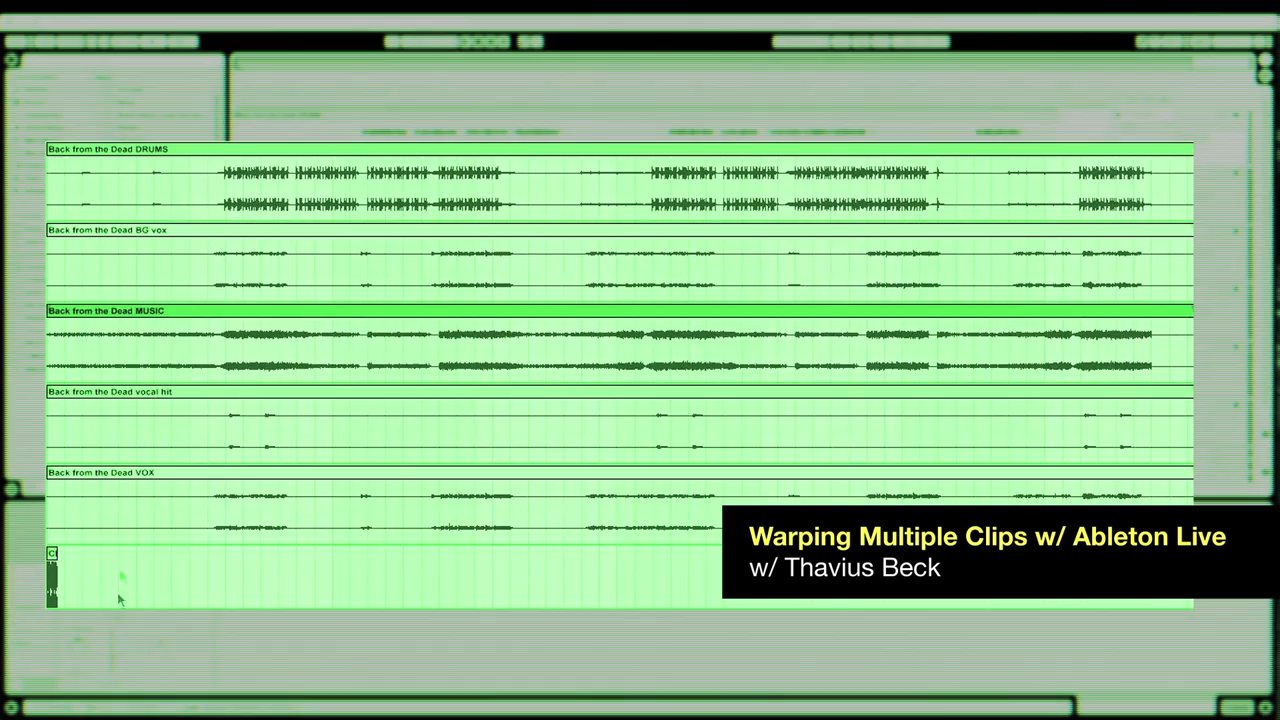 Back from the Dead DRUMS
Back from the Dead BG vox
Back from the Dead MUSIC
Back from the Dead vocal hit
Back from the Dead VOX
Warping Multiple Clips w/ Ableton Live
w/ Thavius Beck